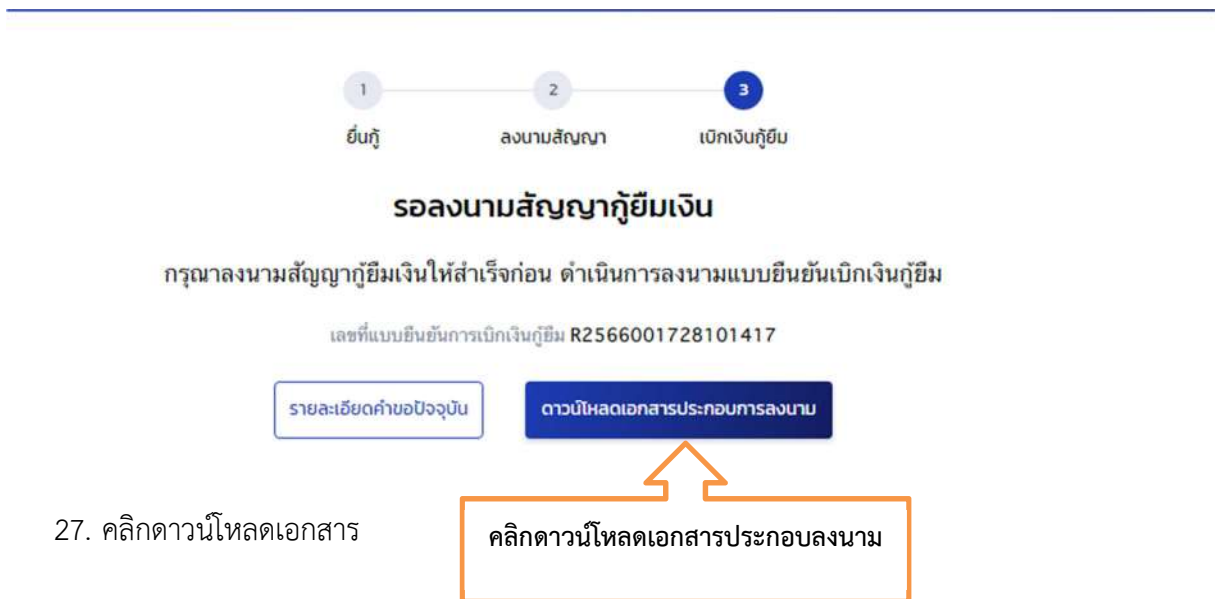 1
2
3
ยื่นกู้
ลงนามสัญญา
เบิกเงินกู้ยืม
รอลงนามสัญญากู้ยืมเงิน
กรุณาลงนามสัญญากู้ยืมเงินให้สำเร็จก่อน ดำเนินการลงนามแบบยืนยันเบิกเงินกู้ยืม
เลขที่แบบยืนยันการเบิกเงินกู้ยืม R2566001728101417
รายละเอียดคำขอปัจจุบัน
ดาวน์โหลดเอกสารประกอบการลงนาม
27. คลิกดาวน์โหลดเอกสาร
คลิกดาวน์โหลดเอกสารประกอบลงนาม